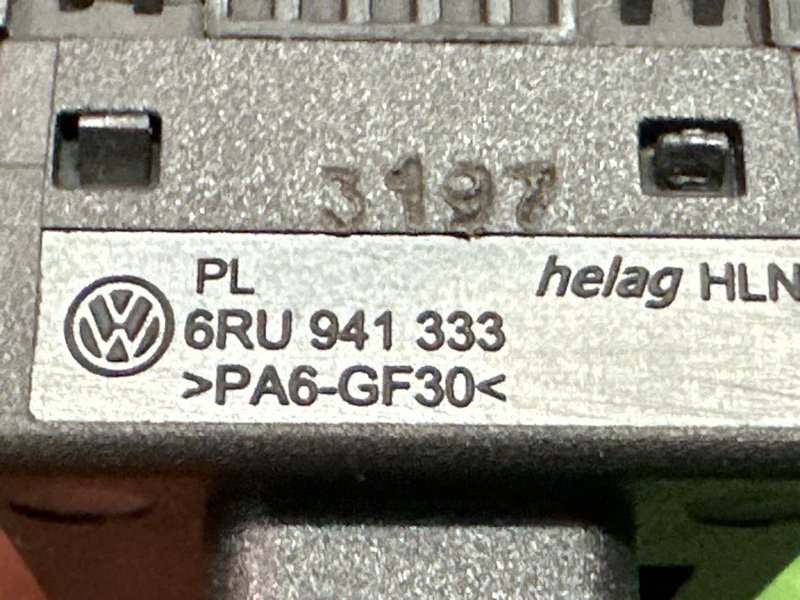 3197
PL
helag HLN
6RU 941 333
>PA6-GF30<